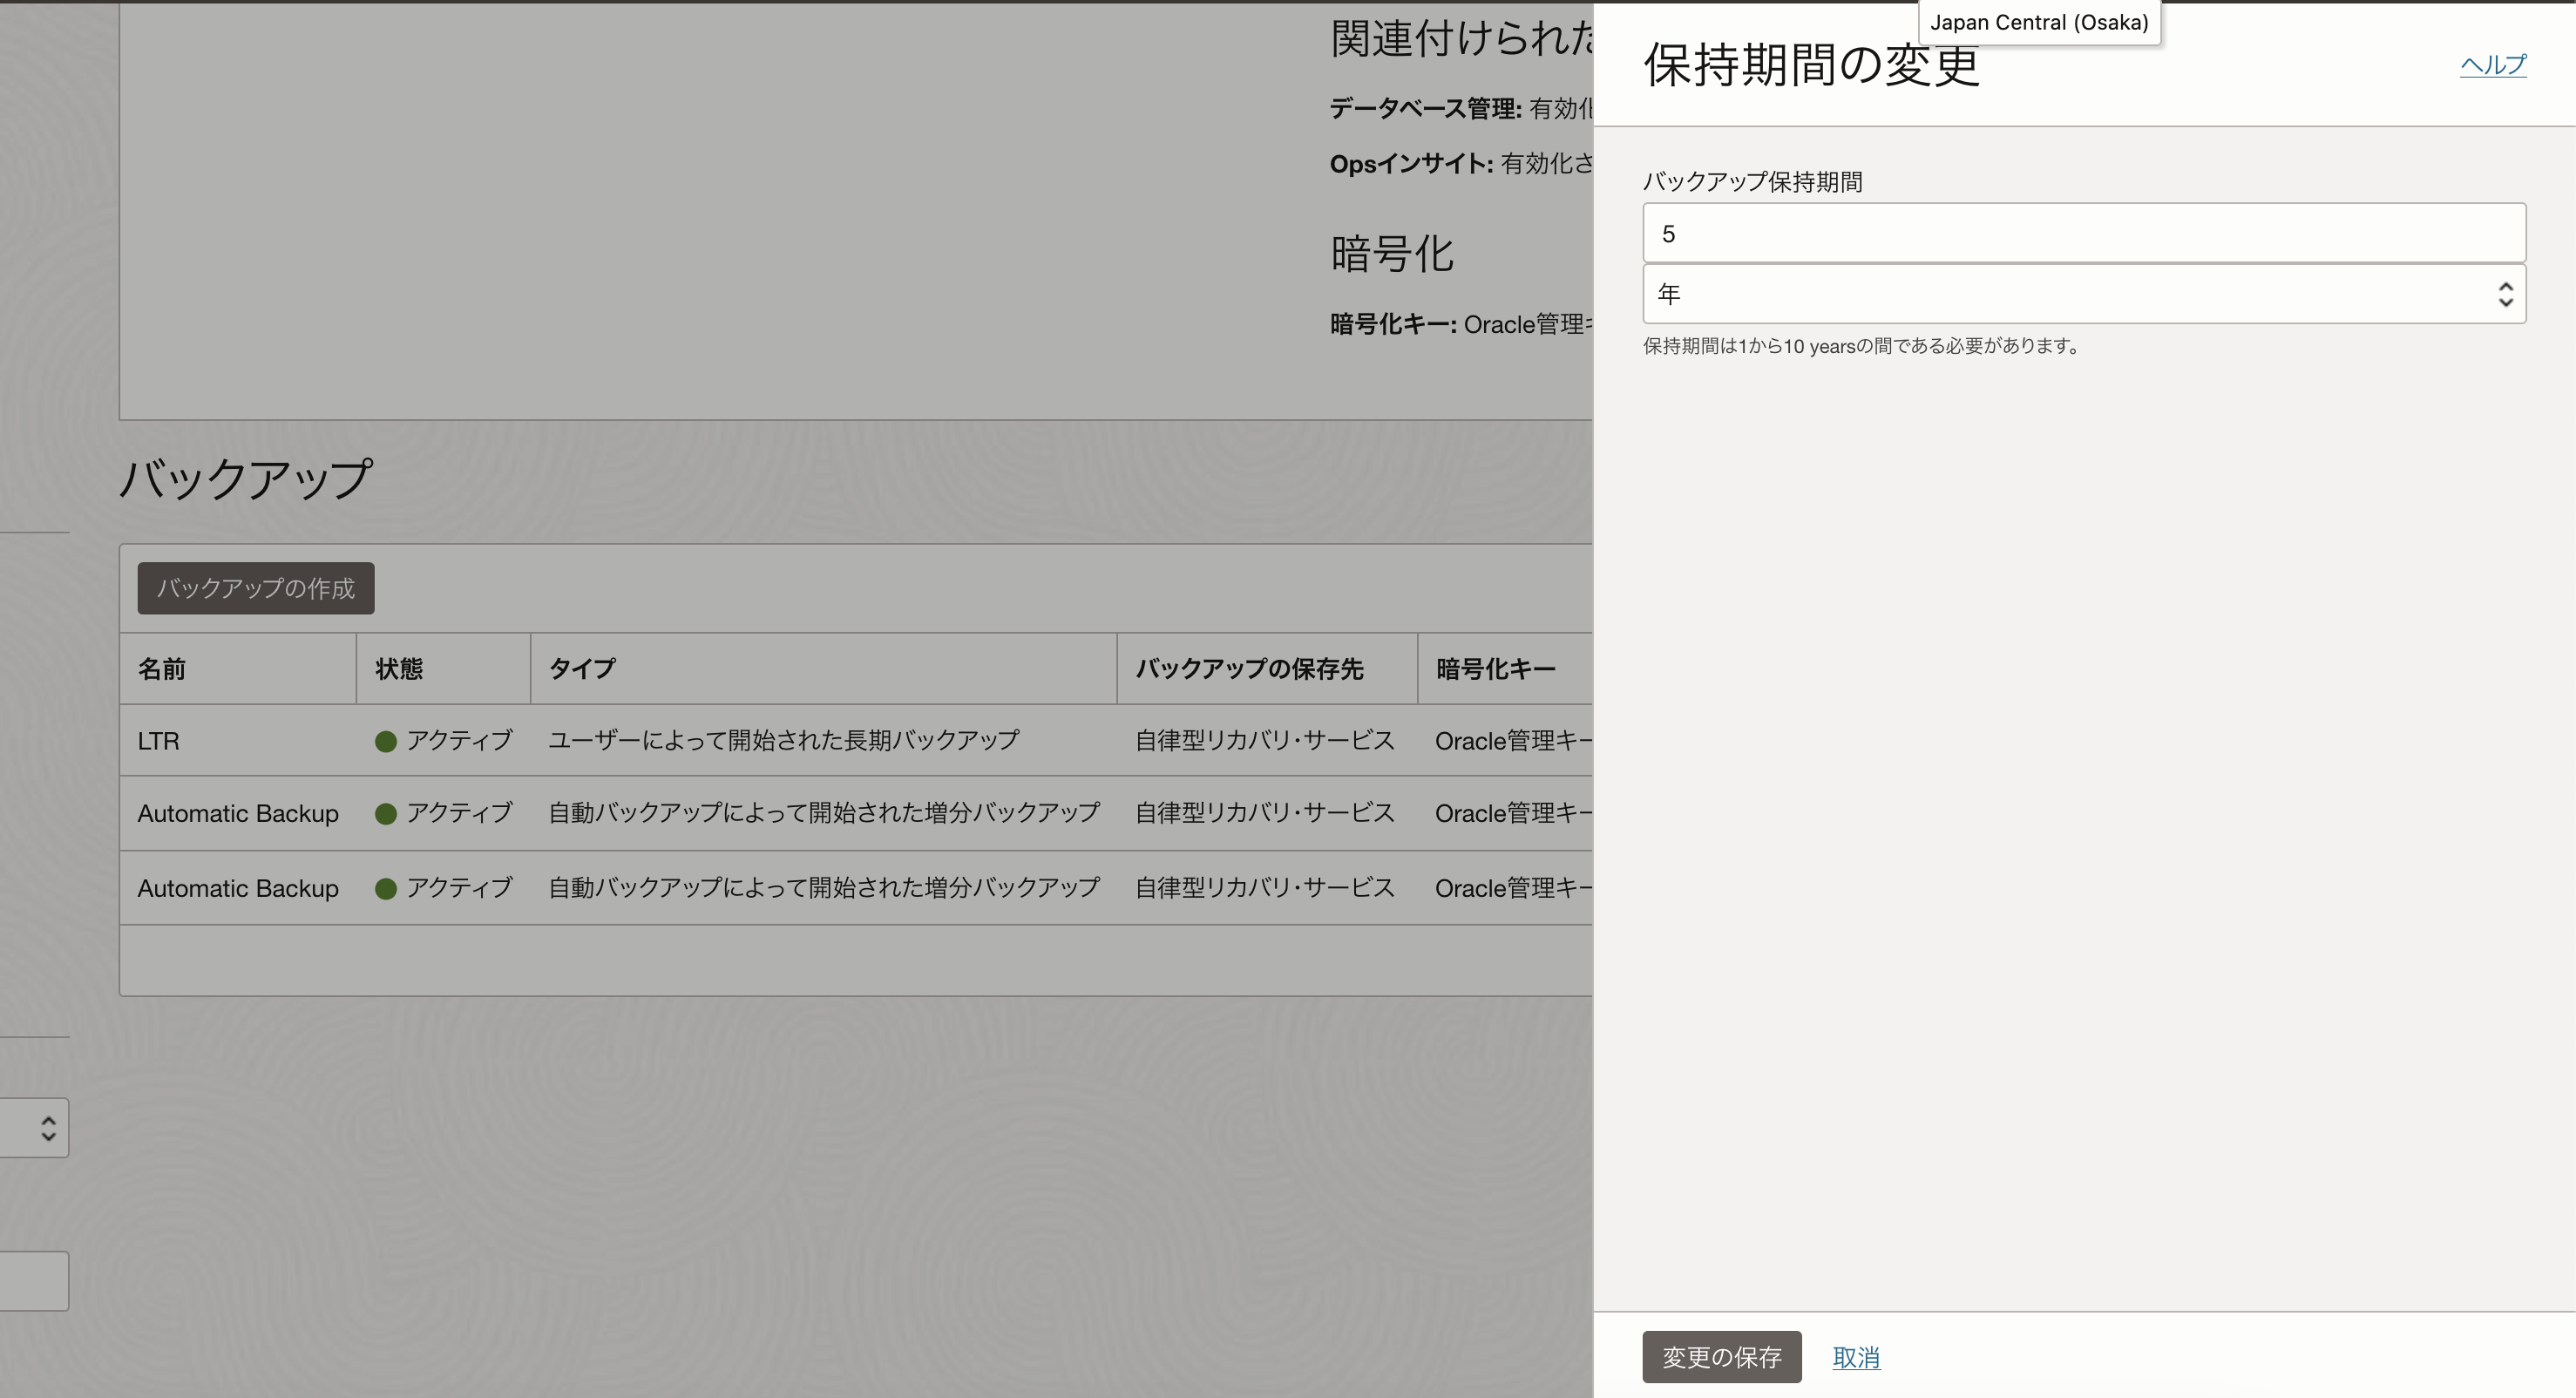 関連付けられた
データベース管理: 有効化
Opsインサイト: 有効化さ
暗号化
暗号化キー: Oracle管理キ
バックアップ
バックアップの作成
名前 状態 タイプ バックアップの保存先 暗号化キー
LTR アクティブ ユーザーによって開始された長期バックアップ 自律型リカバリ・サービス Oracle管理キー
Automatic Backup アクティブ 自動バックアップによって開始された増分バックアップ 自律型リカバリ・サービス Oracle管理キー
Automatic Backup アクティブ 自動バックアップによって開始された増分バックアップ 自律型リカバリ・サービス Oracle管理キー
Japan Central (Osaka)
保持期間の変更
ヘルプ
バックアップ保持期間
5
年
保持期間は1から10 yearsの間である必要があります。
変更の保存 取消